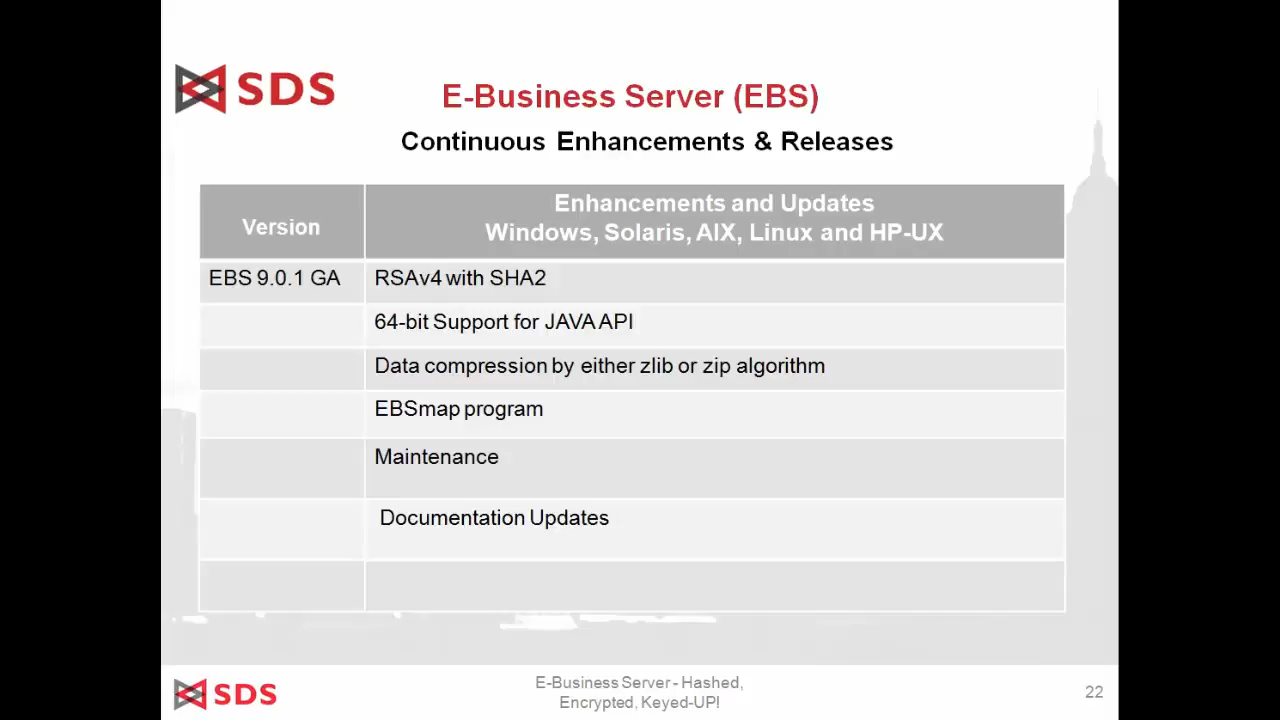 SDS
E-Business Server (EBS)
Continuous Enhancements & Releases
Version
Enhancements and Updates
Windows, Solaris, AIX, Linux and HP-UX
EBS 9.0.1 GA
RSAv4 with SHA2
64-bit Support for JAVA API
Data compression by either zlib or zip algorithm
EBSmap program
Maintenance
Documentation Updates
SDS
E-Business Server - Hashed,
Encrypted, Keyed-UP!
22